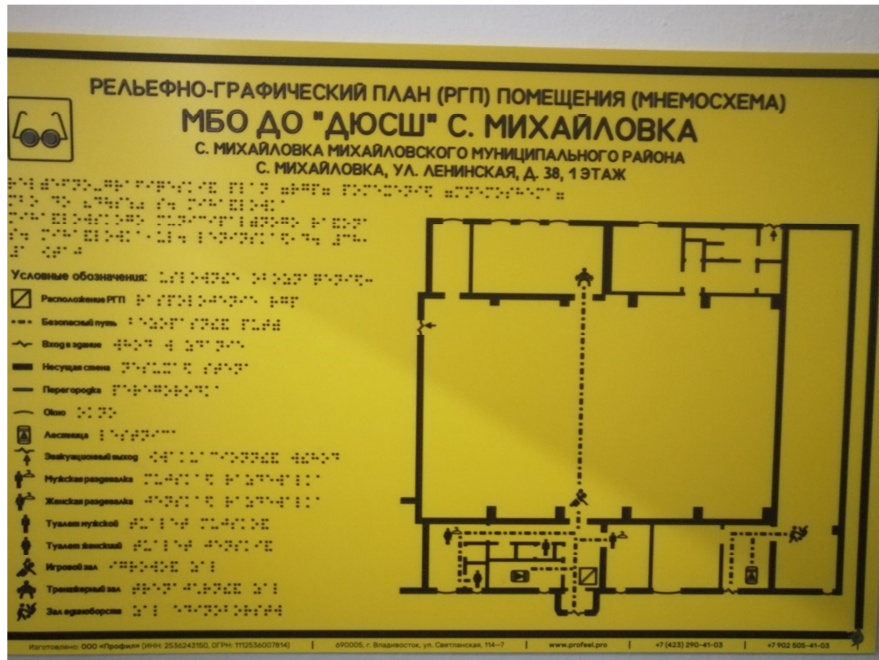 РЕЛЬЕФНО-ГРАФИЧЕСКИЙ ПЛАН (РГП) ПОМЕЩЕНИЯ (МНЕМОСХЕМА)
МБО ДО "ДЮСШ" С. МИХАЙЛОВКА
С. МИХАЙЛОВКА МИХАЙЛОВСКОГО МУНИЦИПАЛЬНОГО РАЙОНА
С. МИХАЙЛОВКА, УЛ. ЛЕНИНСКАЯ, Д. 38, 1 ЭТАЖ
Условные обозначения:
Расположение РГП
Безопасный путь
Вход в здание
Несущая стена
Перегородка
Окно
Лестница
Эвакуационный выход
Мужская раздевалка
Женская раздевалка
Туалет мужской
Туалет женский
Игровой зал
Тренажерный зал
Зал единоборств
Изготовлено: ООО «Профил» (ИНН: 2536243150, ОГРН: 1112536007814) | 690005, г. Владивосток, ул. Светланская, 114-7 | www.profeel.pro | +7 (423) 290-41-03 | +7 902 505-41-03